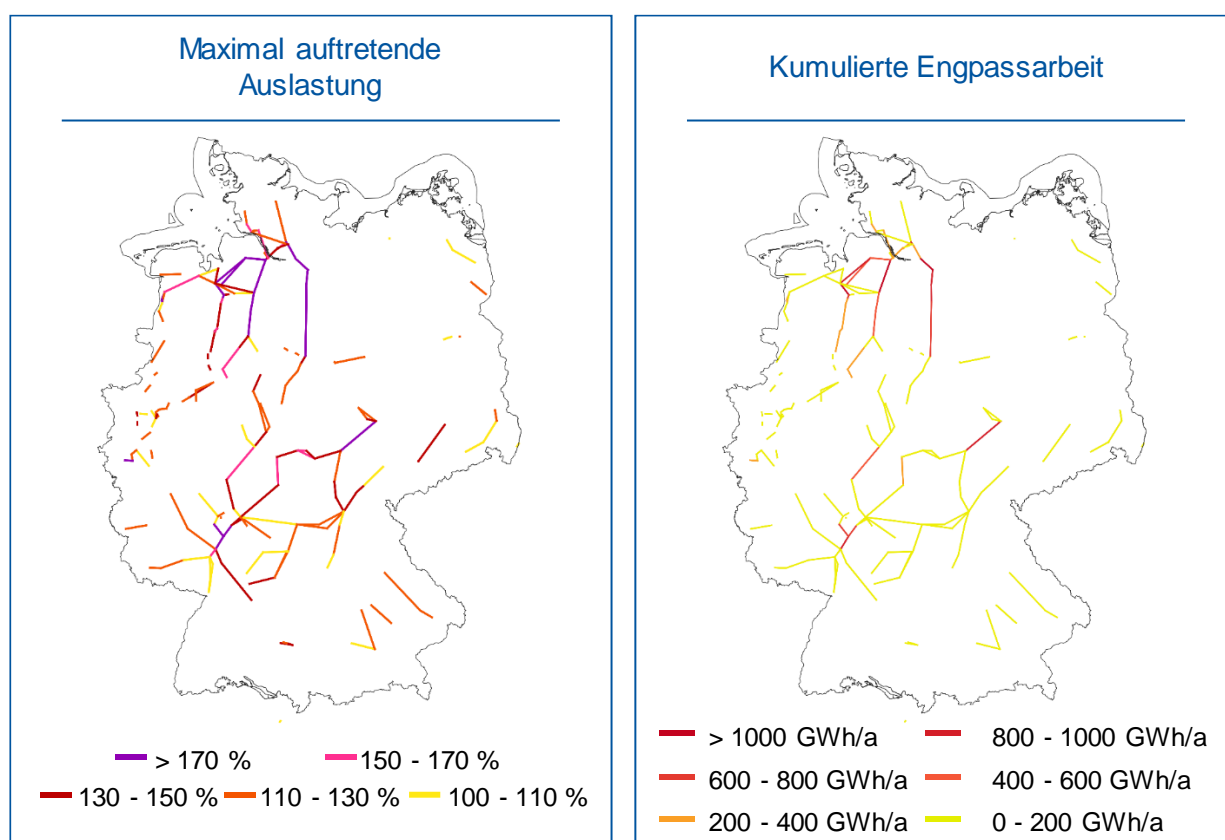 Maximal auftretende
Auslastung
> 170 %
150 - 170 %
130 - 150 %
110 - 130 %
100 - 110 %
Kumulierte Engpassarbeit
> 1000 GWh/a
800 - 1000 GWh/a
600 - 800 GWh/a
400 - 600 GWh/a
200 - 400 GWh/a
0 - 200 GWh/a